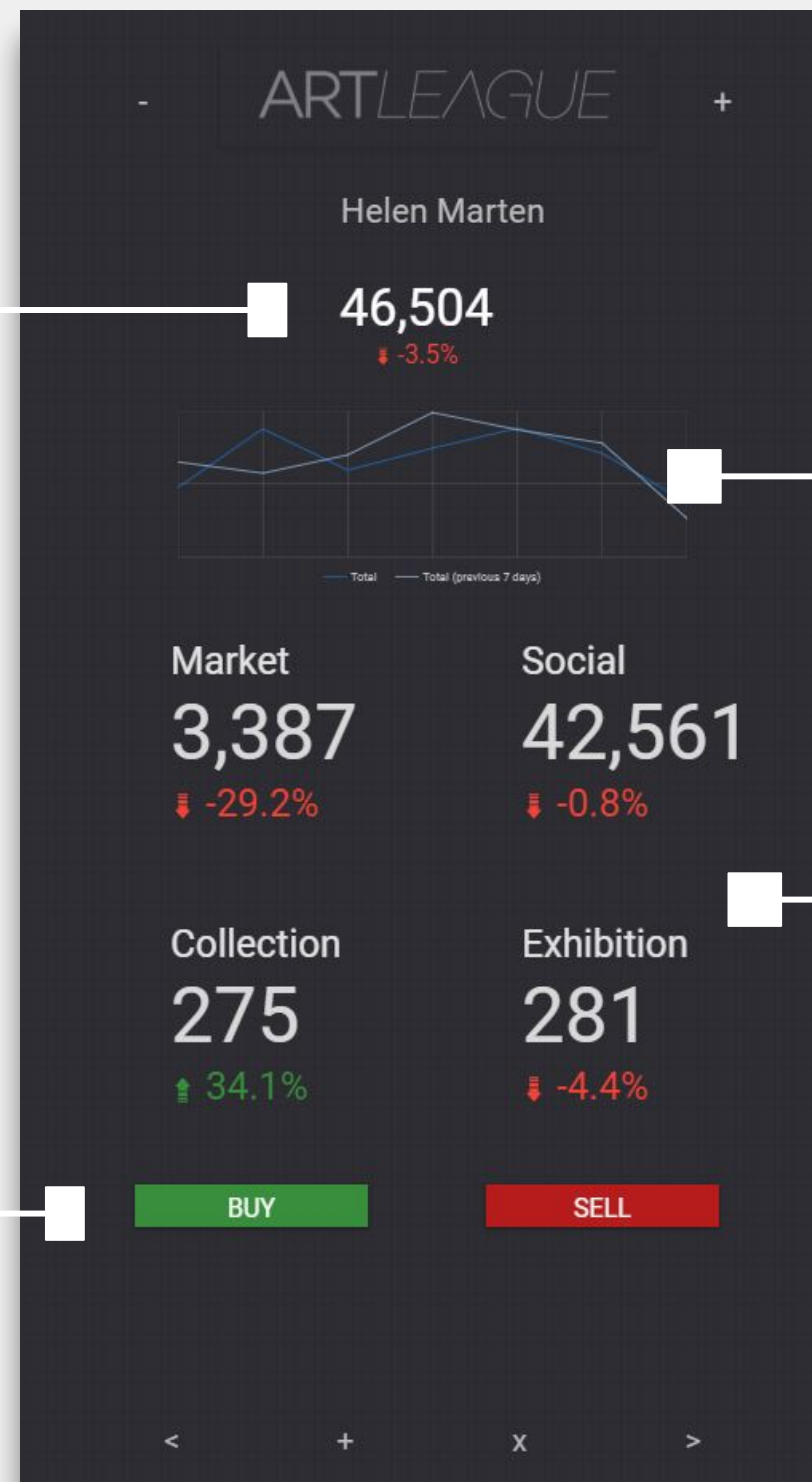 - ARTLEAGUE +
Helen Marten
46,504
-3.5%
Total Total (previous 7 days)
Market Social
3,387 42,561
-29.2% -0.8%
Collection Exhibition
275 281
34.1% -4.4%
BUY SELL
< + x >